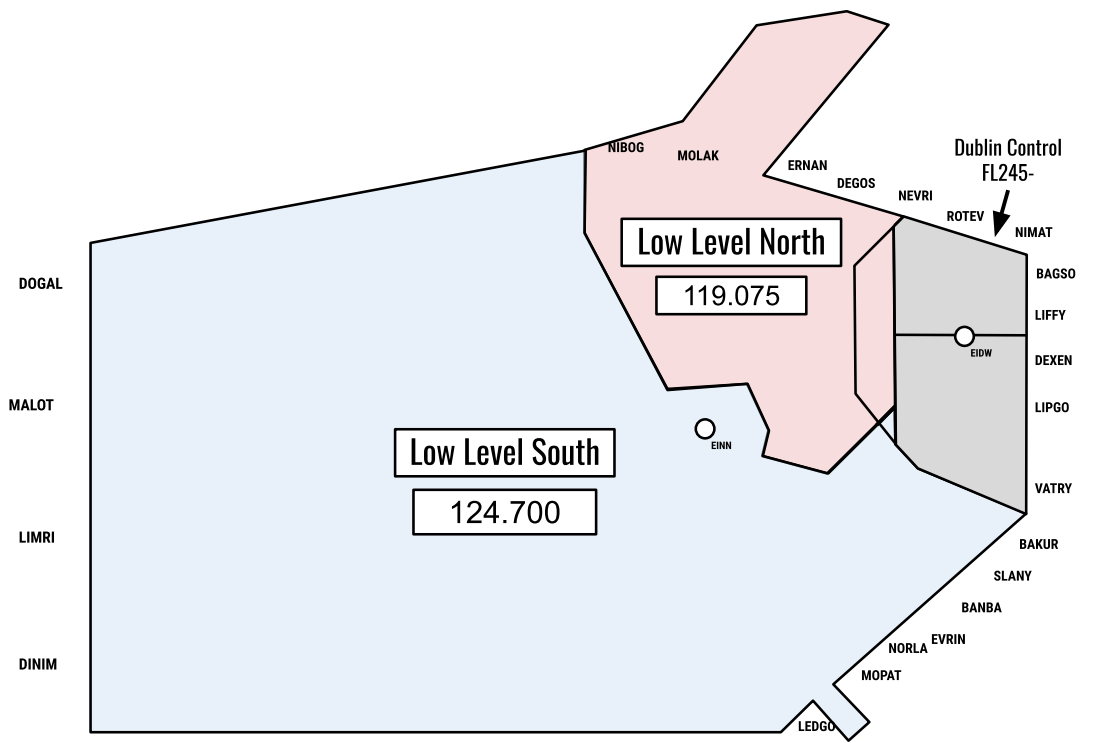 Dublin Control
FL245-
NIBOG
MOLAK
ERNAN
DEGOS
NEVRI
ROTEV
NIMAT
Low Level North
119.075
DOGAL
BAGSO
LIFFY
EIDW
DEXEN
MALOT
LIPGO
EINN
Low Level South
124.700
VATRY
LIMRI
BAKUR
SLANY
BANBA
EVRIN
NORLA
DINIM
MOPAT
LEDGO